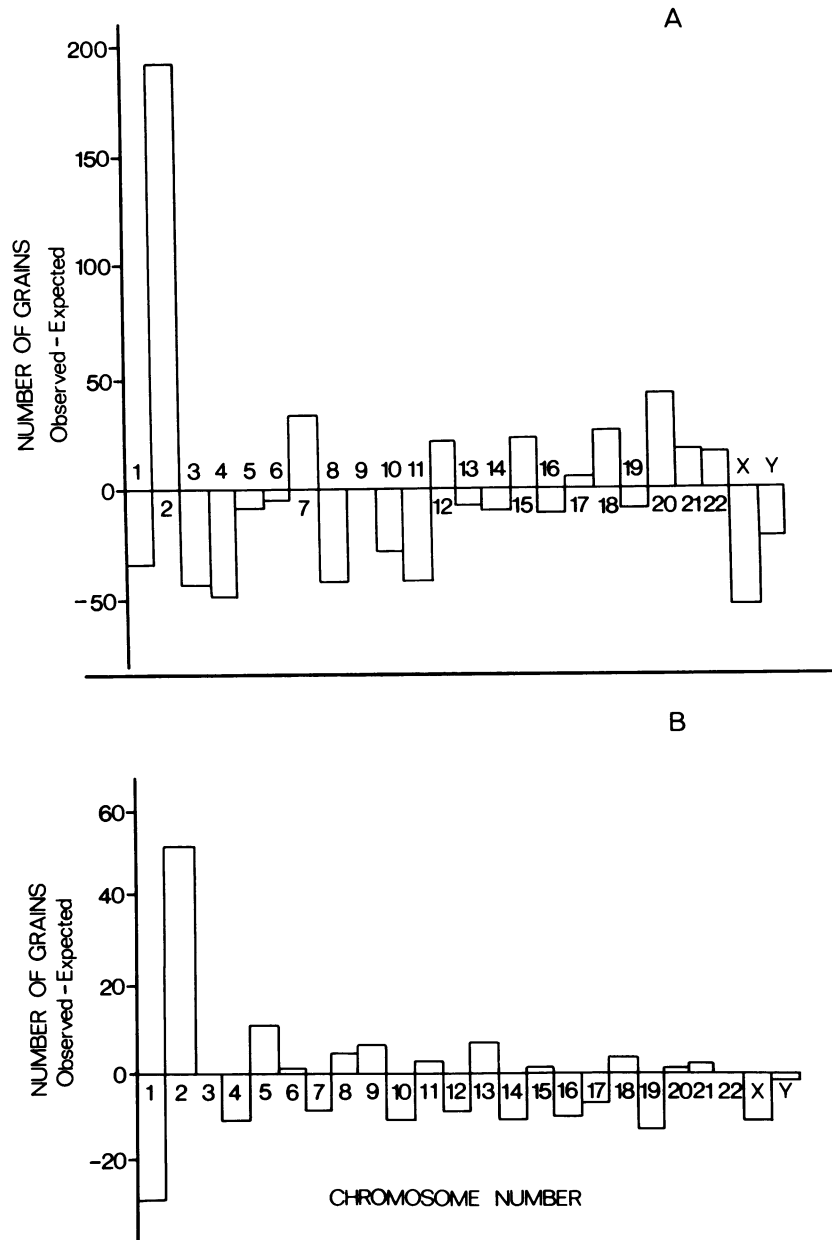 A
NUMBER OF GRAINS
Observed - Expected
200
150
100
50
0
-50
1 3 4 5 6 8 9 10 11 13 14 16 19 X Y
2 7 12 15 17 18 20 21 22
B
NUMBER OF GRAINS
Observed - Expected
60
40
20
0
-20
1 2 3 4 5 6 7 8 9 10 11 12 13 14 15 16 17 18 19 20 21 22 X Y
CHROMOSOME NUMBER